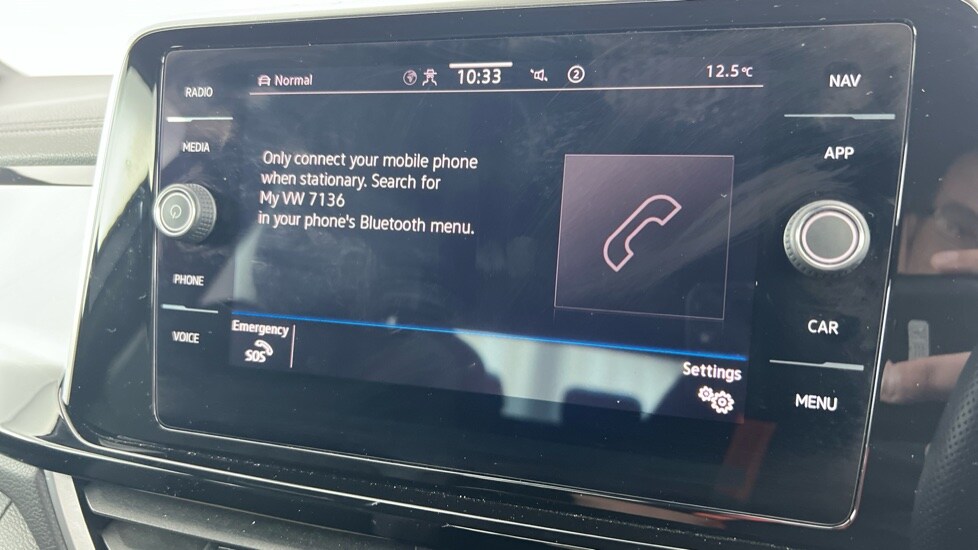 Normal
10:33
2
12.5°C
RADIO
MEDIA
PHONE
VOICE
NAV
APP
CAR
MENU
Only connect your mobile phone
when stationary. Search for
My VW 7136
in your phone's Bluetooth menu.
Emergency
SOS
Settings